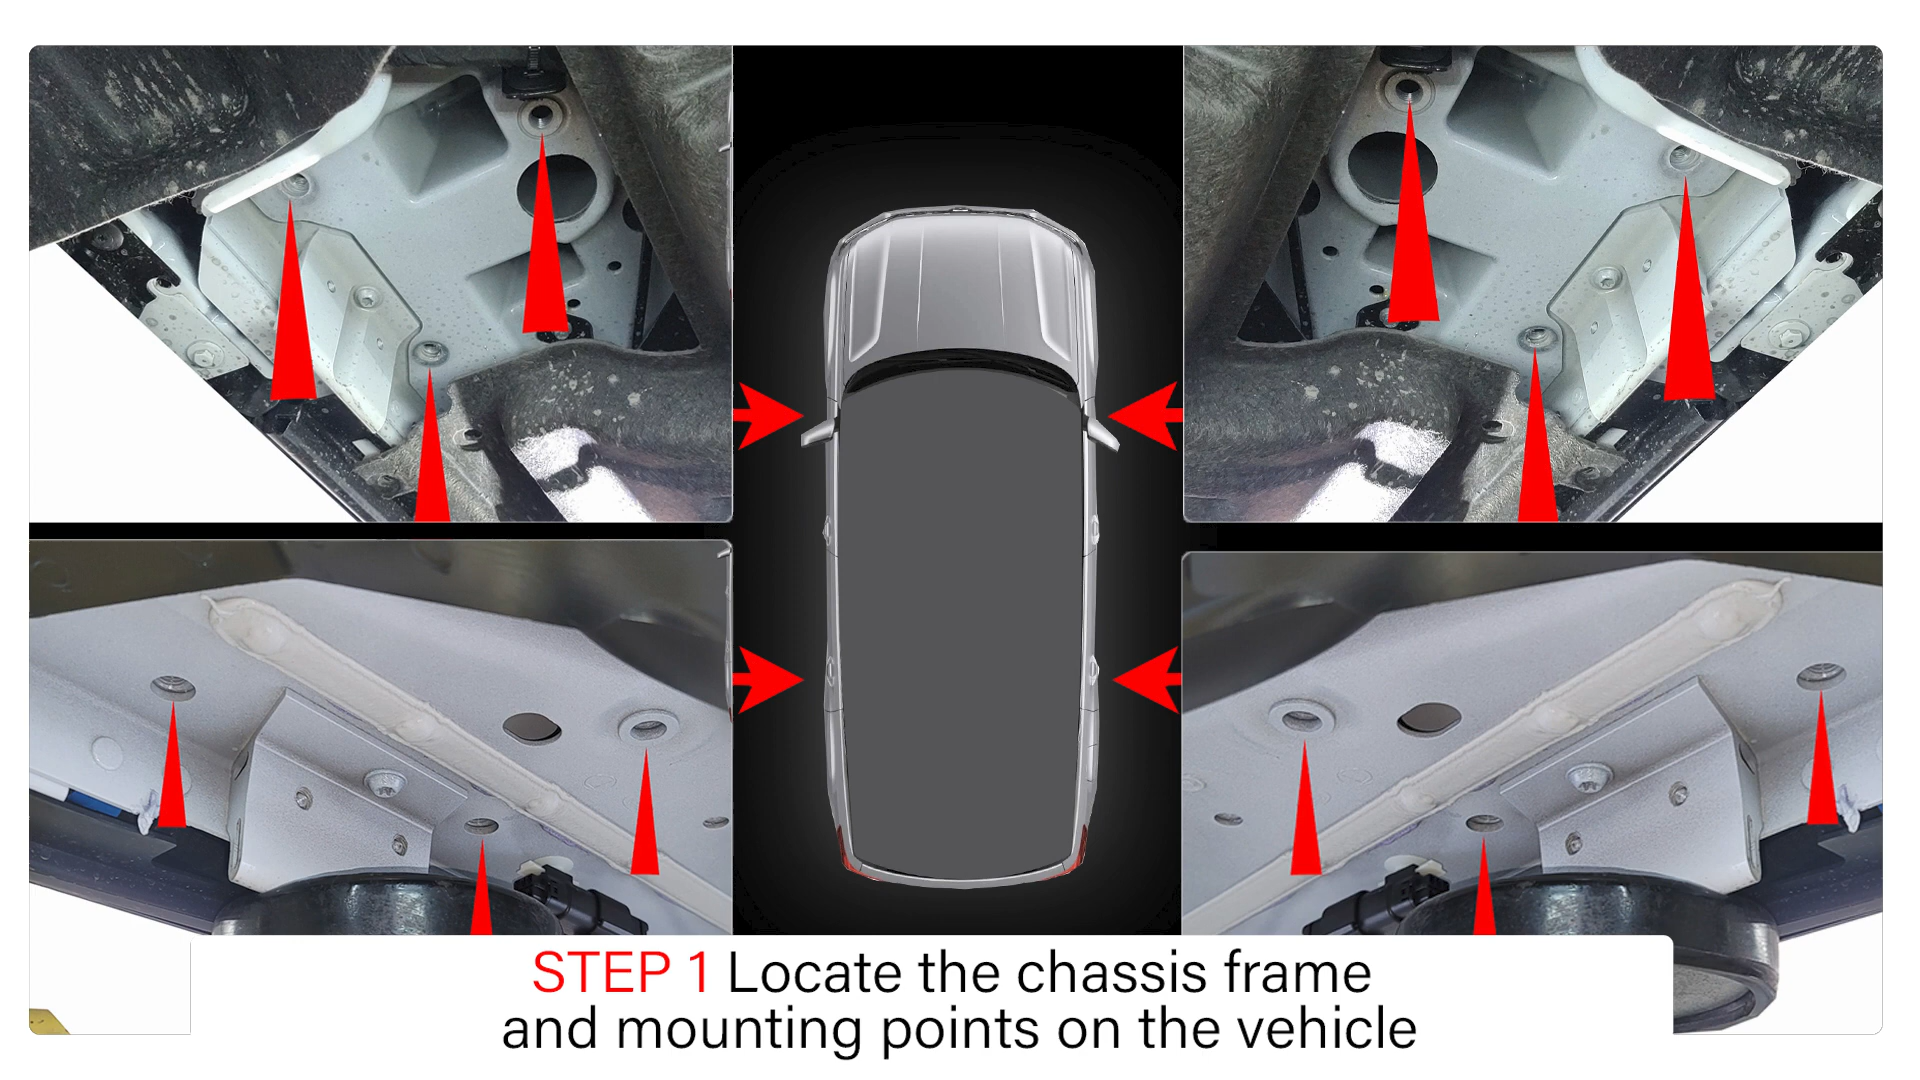 STEP 1 Locate the chassis frame
and mounting points on the vehicle